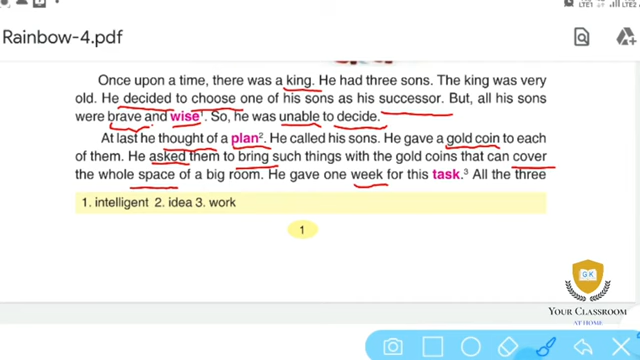 LTE1 LTE2
Rainbow-4.pdf
Once upon a time, there was a king. He had three sons. The king was very
old. He decided to choose one of his sons as his successor. But, all his sons
were brave and wise¹. So, he was unable to decide.
At last he thought of a plan². He called his sons. He gave a gold coin to each
of them. He asked them to bring such things with the gold coins that can cover
the whole space of a big room. He gave one week for this task.³ All the three
1. intelligent 2. idea 3. work
1
GK
YOUR CLASSROOM
AT HOME